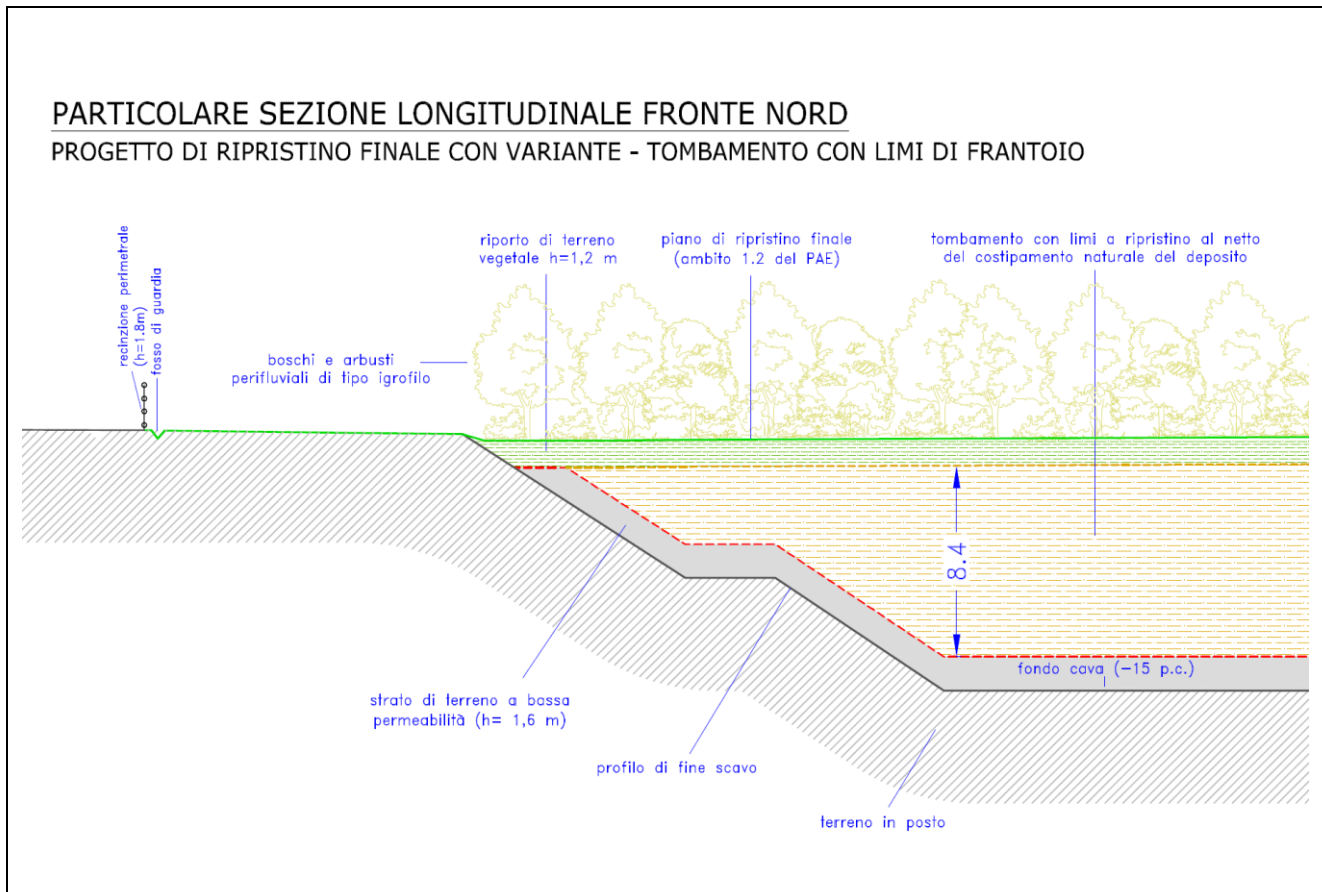 PARTICOLARE SEZIONE LONGITUDINALE FRONTE NORD
PROGETTO DI RIPRISTINO FINALE CON VARIANTE - TOMBAMENTO CON LIMI DI FRANTOIO
recinzione perimetrale
(h=1.8m)
fosso di guardia
boschi e arbusti
perifluviali di tipo igrofilo
riporto di terreno
vegetale h=1,2 m
piano di ripristino finale
(ambito 1.2 del PAE)
tombamento con limi a ripristino al netto
del costipamento naturale del deposito
8.4
fondo cava (-15 p.c.)
strato di terreno a bassa
permeabilità (h= 1,6 m)
profilo di fine scavo
terreno in posto